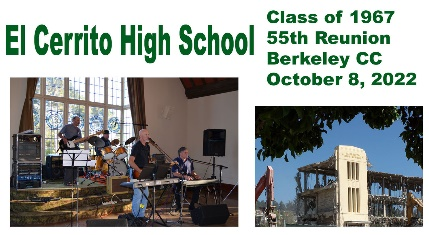 El Cerrito High School
Class of 1967
55th Reunion
Berkeley CC
October 8, 2022